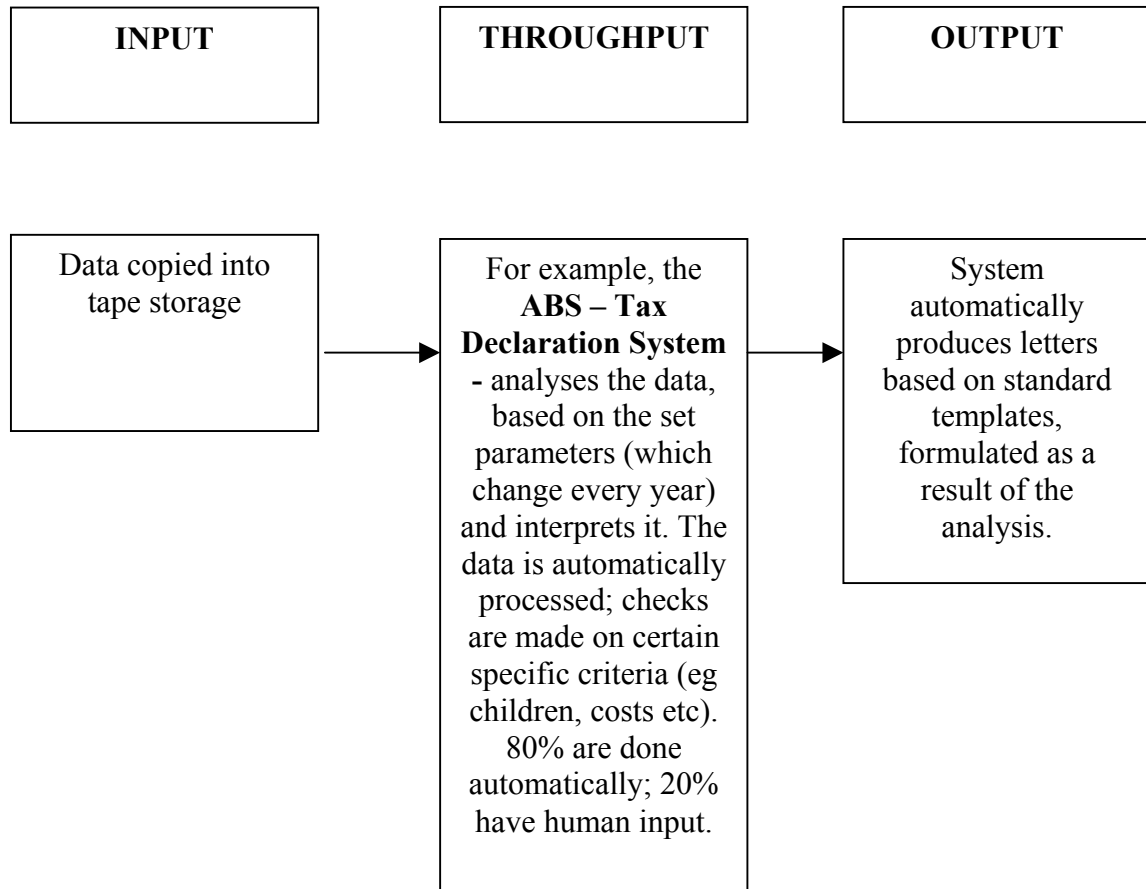 INPUT
THROUGHPUT
OUTPUT
Data copied into
tape storage
For example, the
ABS – Tax
Declaration System
- analyses the data,
based on the set
parameters (which
change every year)
and interprets it. The
data is automatically
processed; checks
are made on certain
specific criteria (eg
children, costs etc).
80% are done
automatically; 20%
have human input.
System
automatically
produces letters
based on standard
templates,
formulated as a
result of the
analysis.